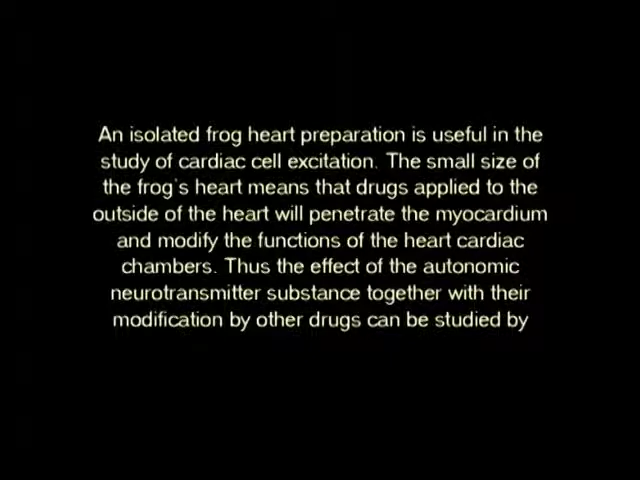 An isolated frog heart preparation is useful in the
study of cardiac cell excitation. The small size of
the frog's heart means that drugs applied to the
outside of the heart will penetrate the myocardium
and modify the functions of the heart cardiac
chambers. Thus the effect of the autonomic
neurotransmitter substance together with their
modification by other drugs can be studied by